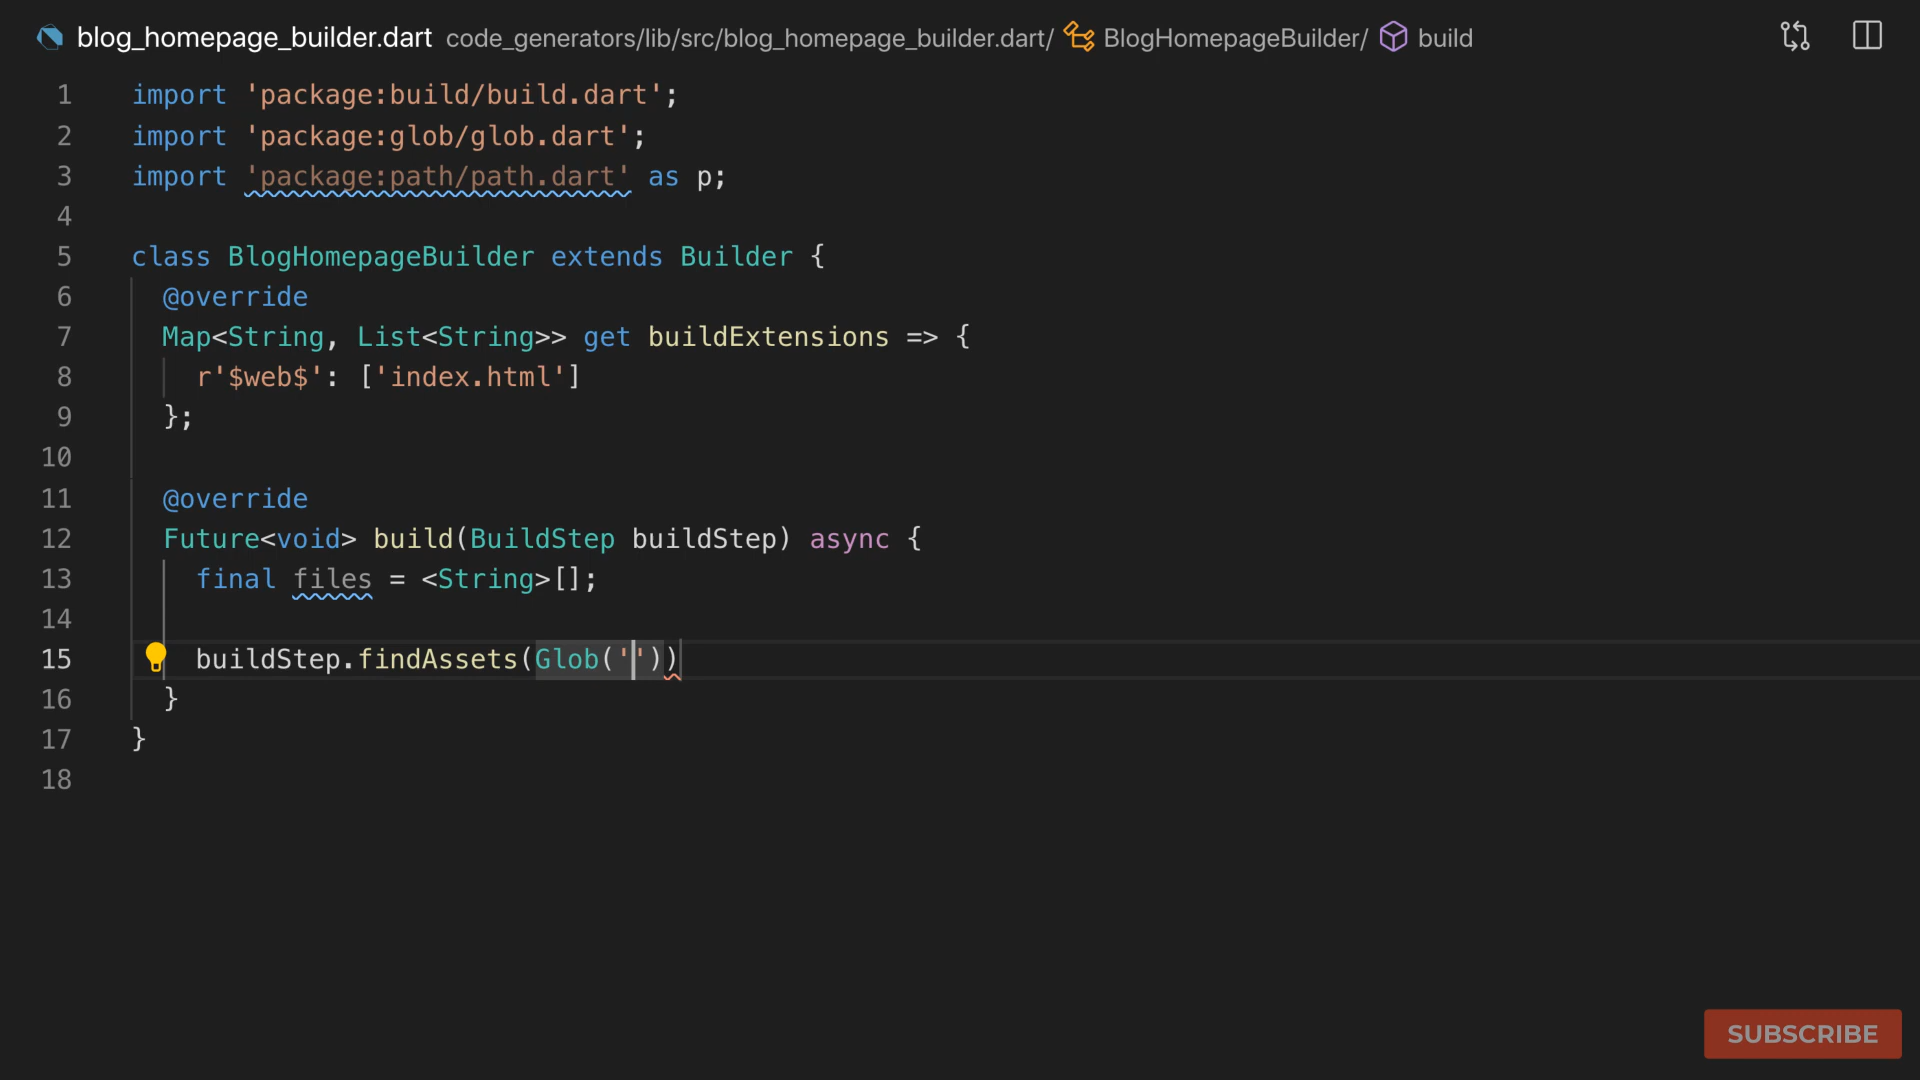 blog_homepage_builder.dart code_generators/lib/src/blog_homepage_builder.dart/ BlogHomepageBuilder/ build
1 import 'package:build/build.dart';
2 import 'package:glob/glob.dart';
3 import 'package:path/path.dart' as p;
4
5 class BlogHomepageBuilder extends Builder {
6 @override
7 Map<String, List<String>> get buildExtensions => {
8 r'$web$': ['index.html']
9 };
10
11 @override
12 Future<void> build(BuildStep buildStep) async {
13 final files = <String>[];
14
15 buildStep.findAssets(Glob(''))
16 }
17 }
18
SUBSCRIBE